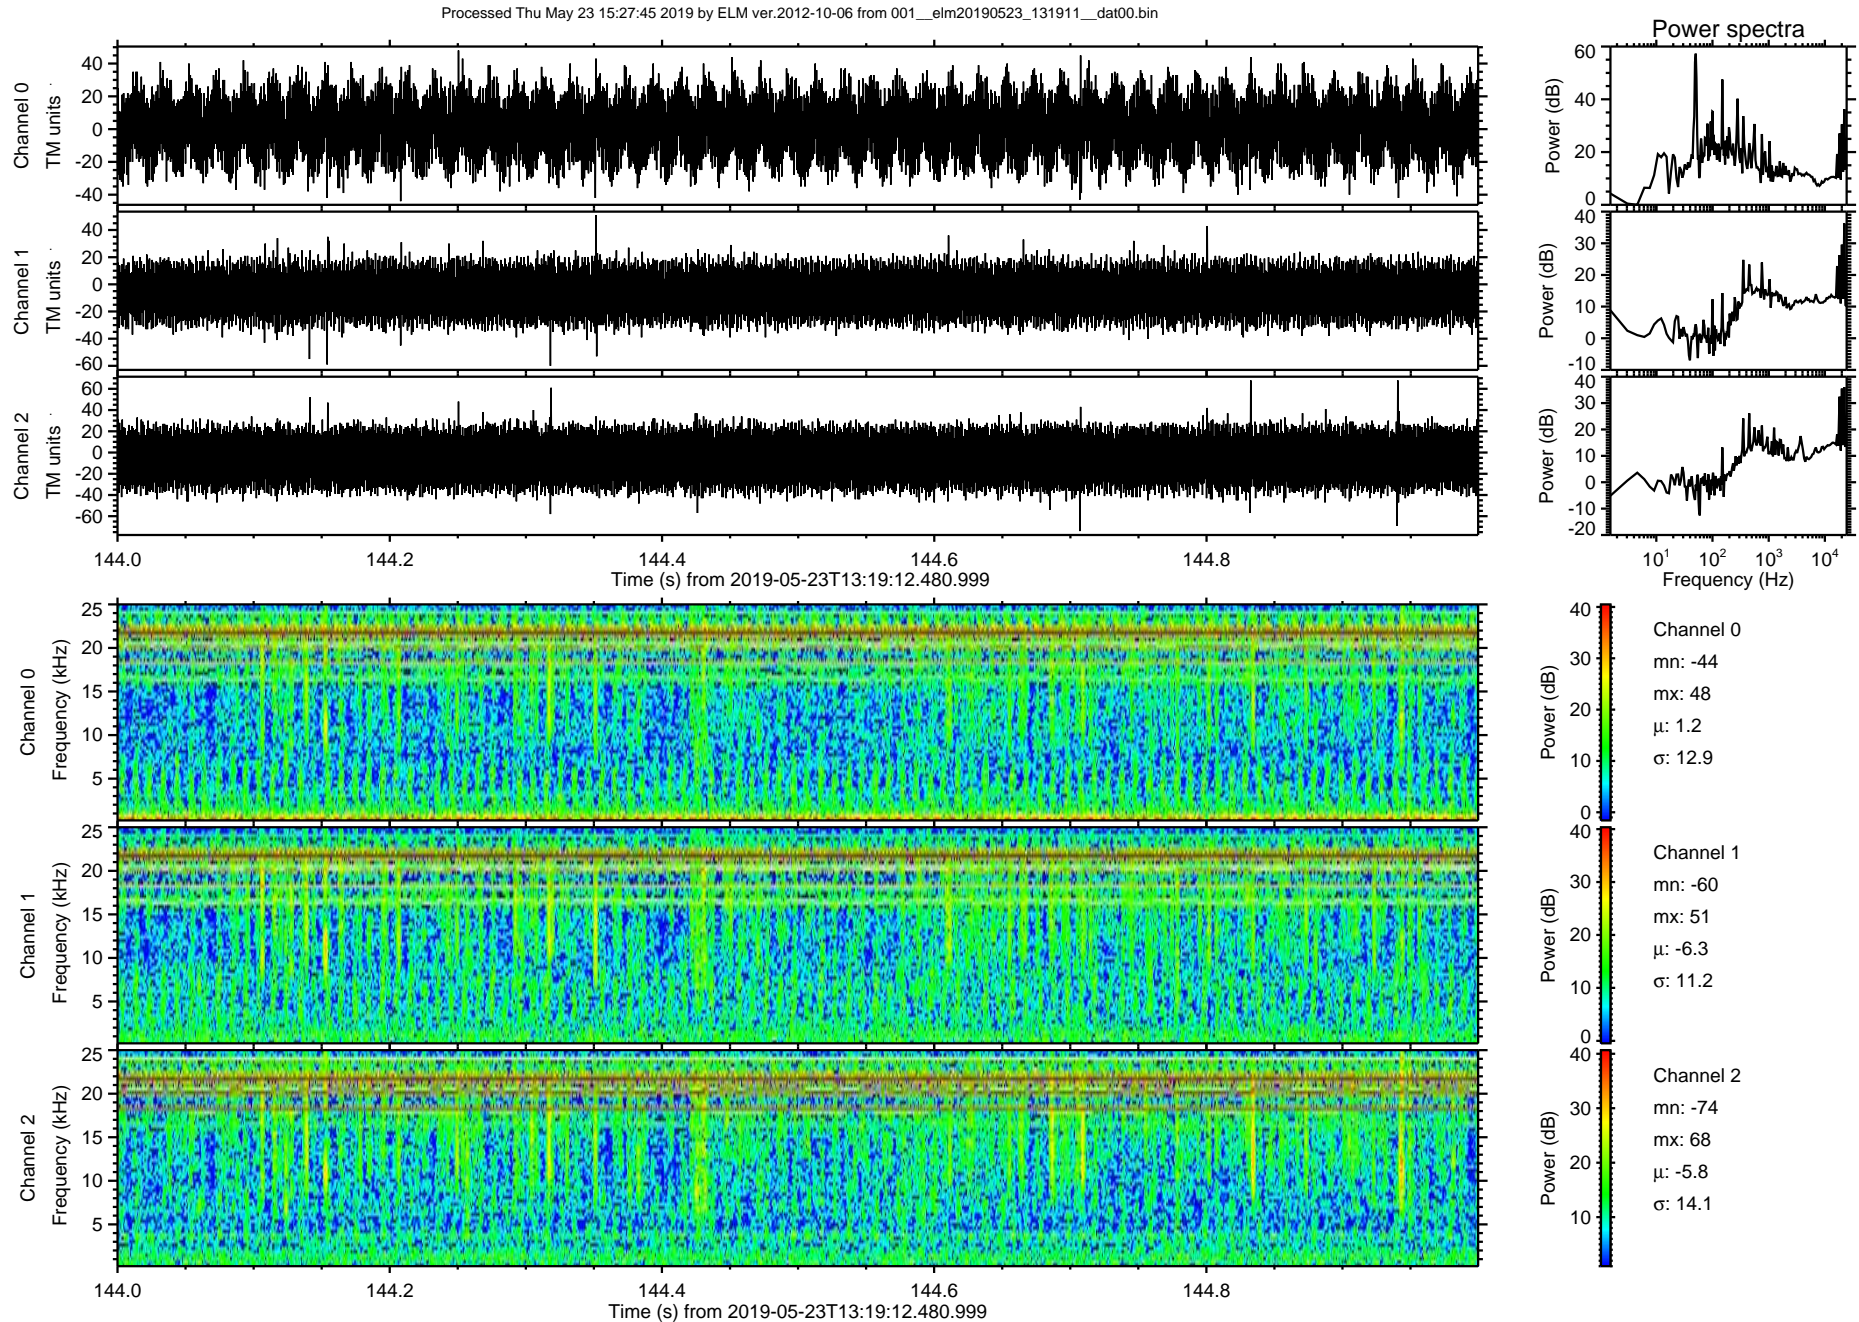 Processed Thu May 23 15:27:45 2019 by ELM ver.2012-10-06 from 001__elm20190523_131911__dat00.bin
Power spectra
Channel 0
TM units
40
20
0
-20
-40
Power (dB)
60
40
20
0
Channel 1
TM units
40
20
0
-20
-40
-60
Power (dB)
40
30
20
10
0
-10
Channel 2
TM units
60
40
20
0
-20
-40
-60
Power (dB)
40
30
20
10
0
-10
-20
144.0 144.2 144.4 144.6 144.8
Time (s) from 2019-05-23T13:19:12.480.999
10^1 10^2 10^3 10^4
Frequency (Hz)
Channel 0
Frequency (kHz)
25
20
15
10
5
Power (dB)
40
30
20
10
0
Channel 0
mn: -44
mx: 48
µ: 1.2
σ: 12.9
Channel 1
Frequency (kHz)
25
20
15
10
5
Power (dB)
40
30
20
10
0
Channel 1
mn: -60
mx: 51
µ: -6.3
σ: 11.2
Channel 2
Frequency (kHz)
25
20
15
10
5
Power (dB)
40
30
20
10
Channel 2
mn: -74
mx: 68
µ: -5.8
σ: 14.1
144.0 144.2 144.4 144.6 144.8
Time (s) from 2019-05-23T13:19:12.480.999